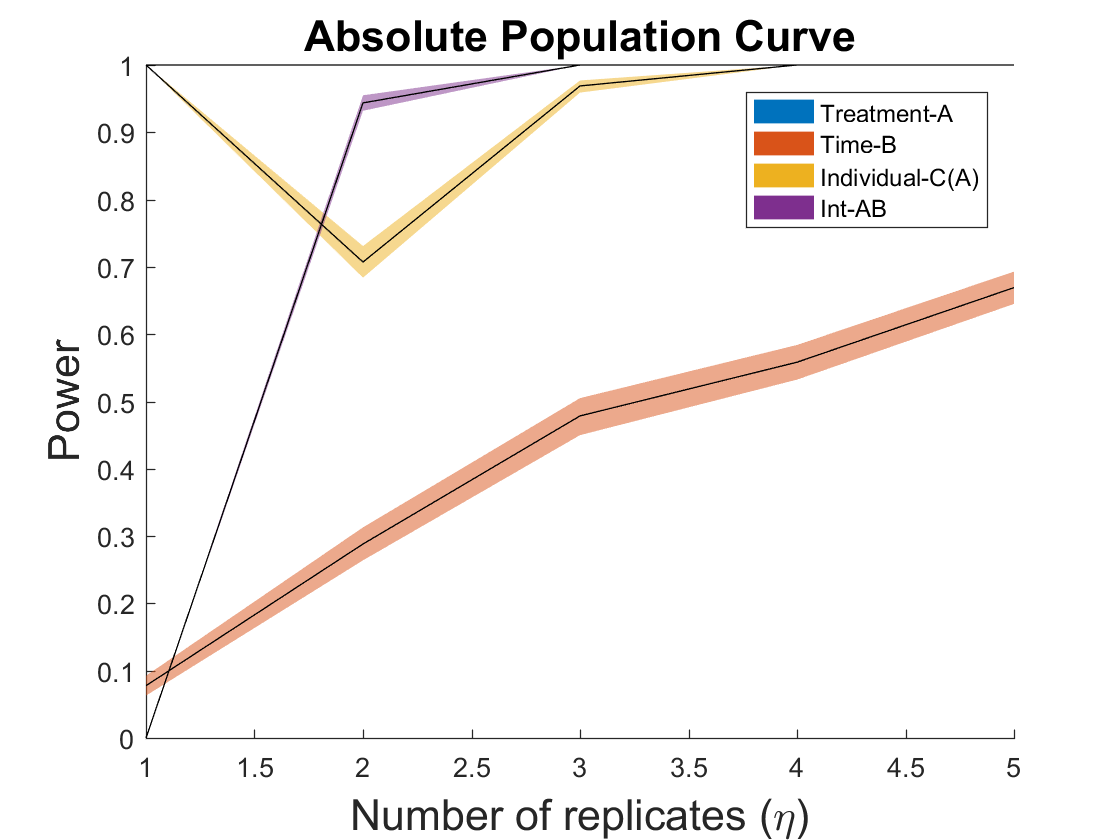 Absolute Population Curve
1
0.9
0.8
0.7
0.6
0.5
0.4
0.3
0.2
0.1
0
Power
Treatment-A
Time-B
Individual-C(A)
Int-AB
1 1.5 2 2.5 3 3.5 4 4.5 5
Number of replicates (η)